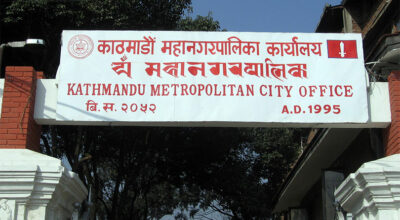 काठमाडौं महानगरपालिका कार्यालय
KATHMANDU METROPOLITAN CITY OFFICE
बि.स. २०५२ A.D. 1995